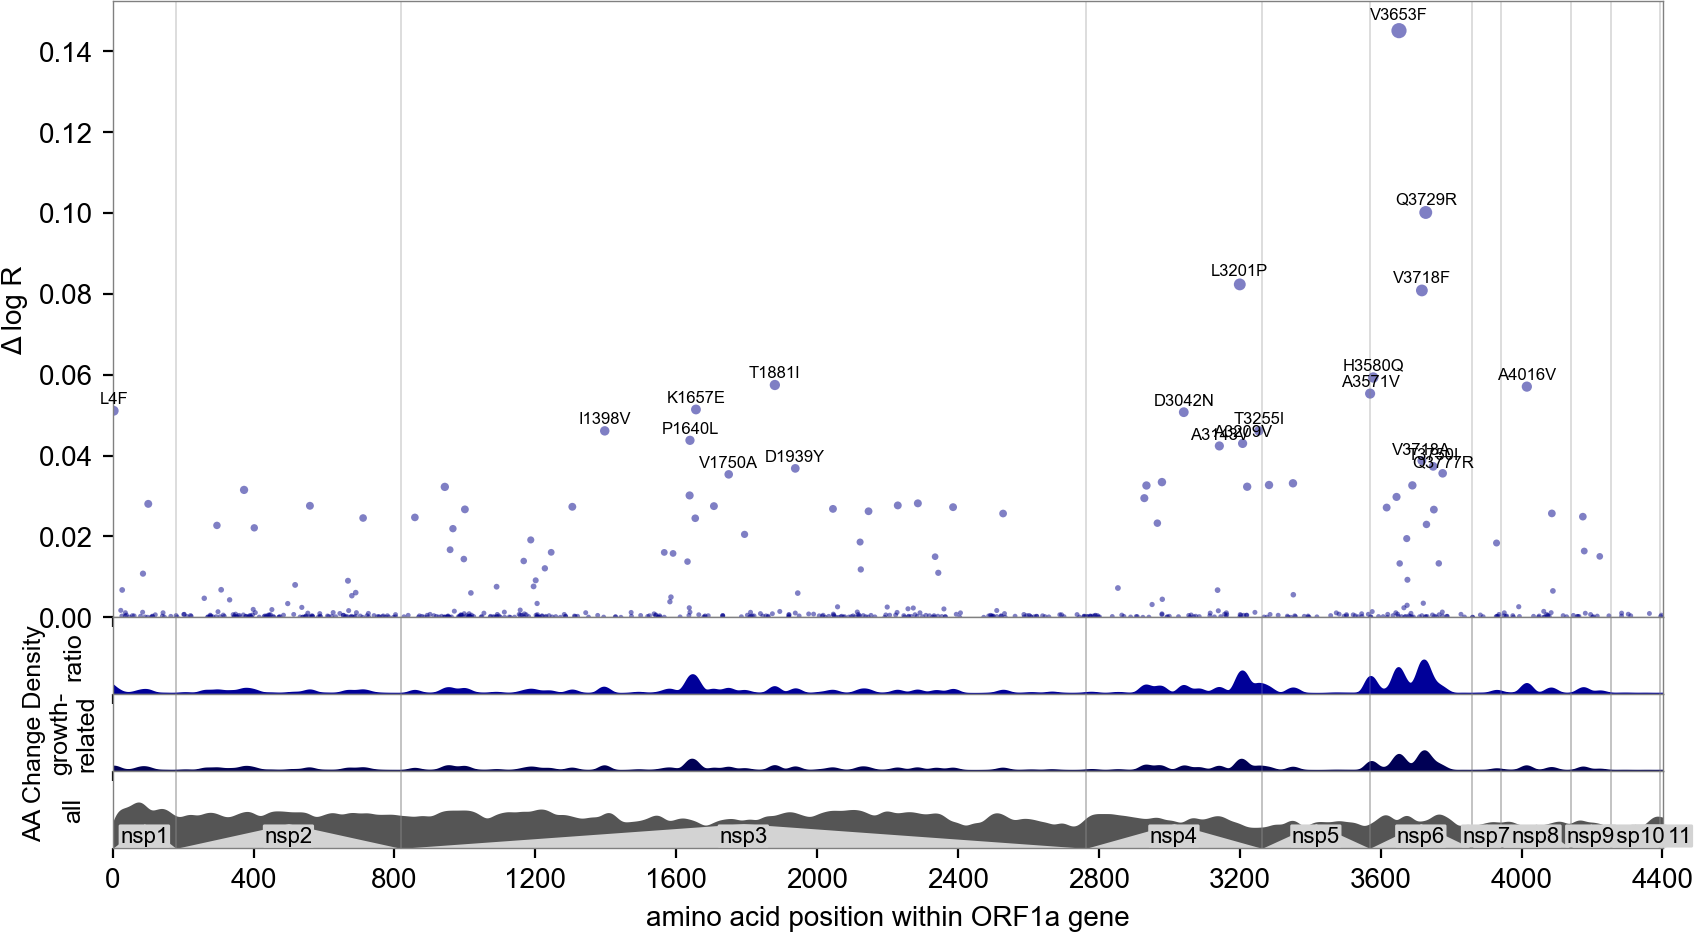 V3653F
0.14
0.12
Q3729R
0.10
L3201P
V3718F
0.08
Δ log R
H3580Q
T1881I
A3571V
A4016V
0.06
L4F
K1657E
D3042N
I1398V
T3255I
P1640L
A3143V
A3209V
V3718A
D1939Y
V1750A
Q3777R
0.04
0.02
0.00
AA Change Density
ratio
growth-
related
all
nsp1 nsp2 nsp3 nsp4 nsp5 nsp6 nsp7 nsp8 nsp9 sp10 11
0 400 800 1200 1600 2000 2400 2800 3200 3600 4000 4400
amino acid position within ORF1a gene